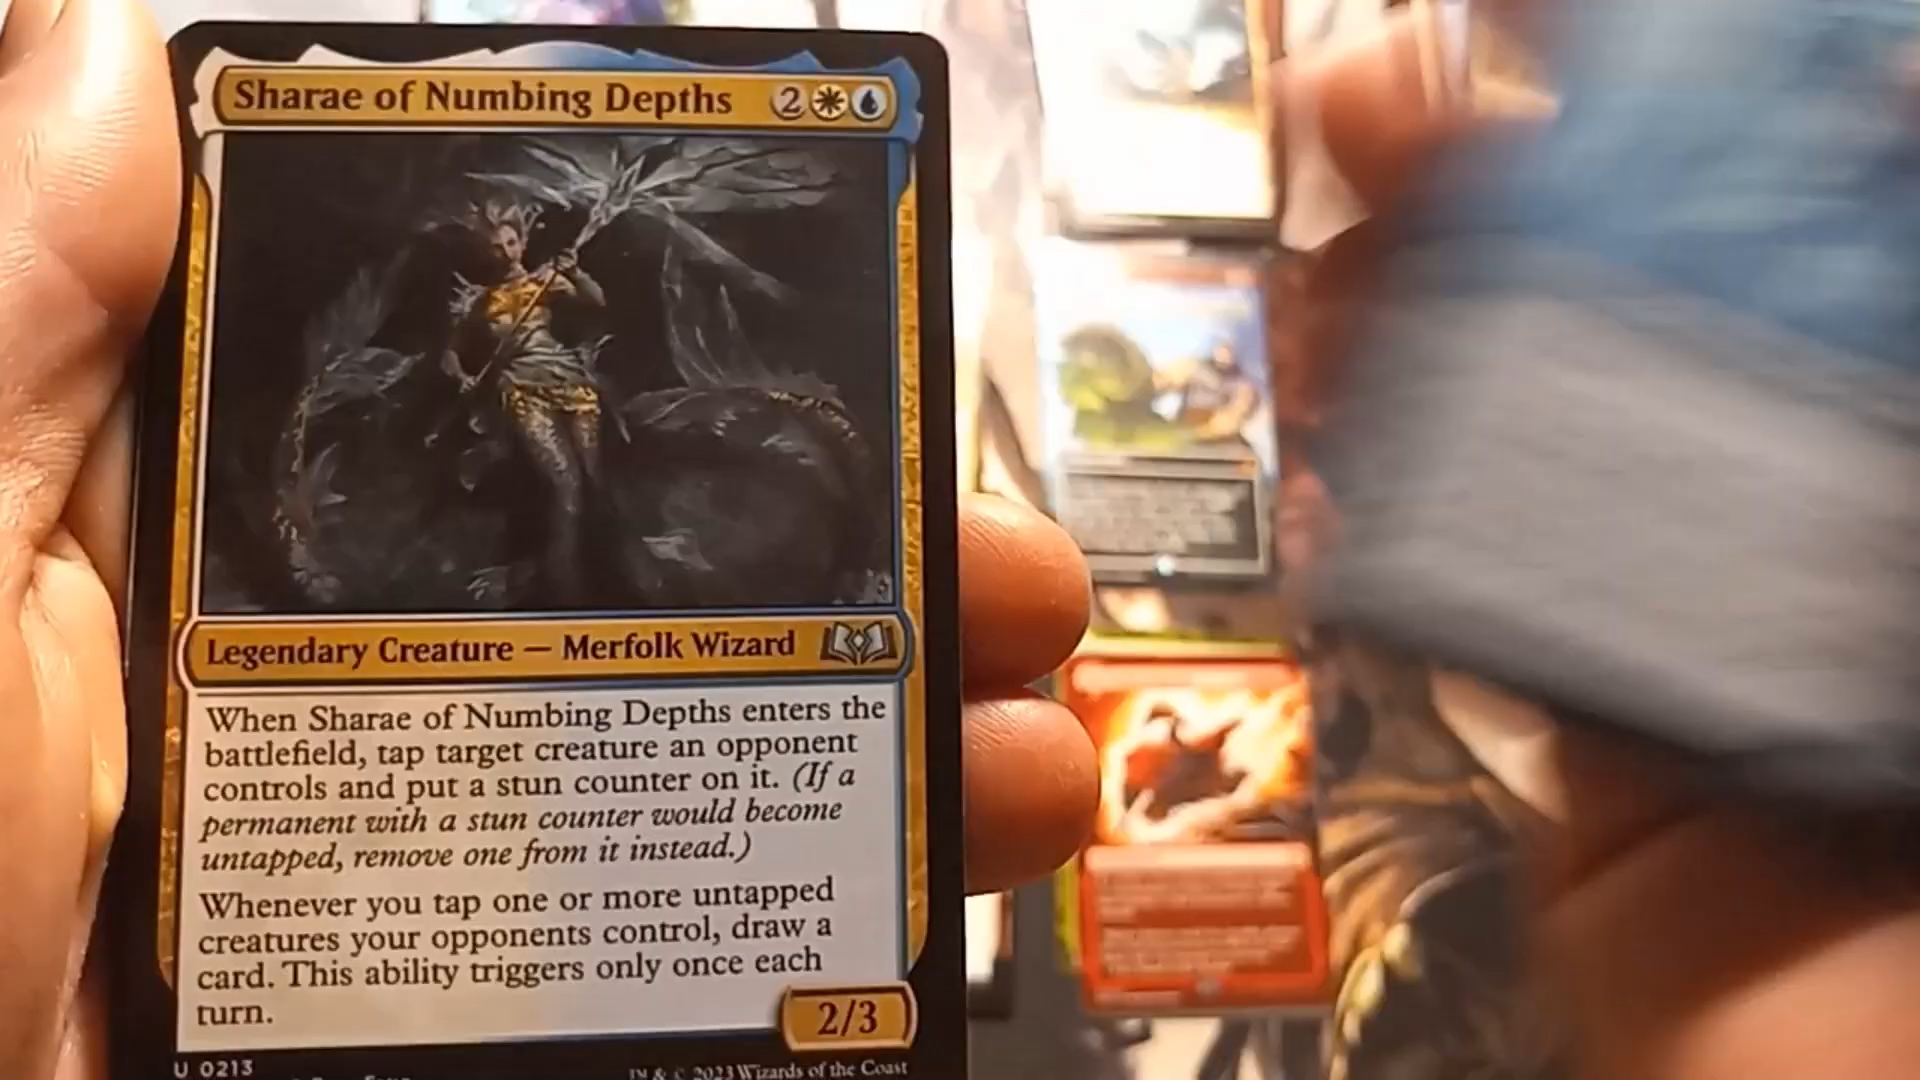 Sharae of Numbing Depths 2
Legendary Creature — Merfolk Wizard
When Sharae of Numbing Depths enters the
battlefield, tap target creature an opponent
controls and put a stun counter on it. (If a
permanent with a stun counter would become
untapped, remove one from it instead.)
Whenever you tap one or more untapped
creatures your opponents control, draw a
card. This ability triggers only once each
turn.
2/3
U 0213
™ & © 2023 Wizards of the Coast